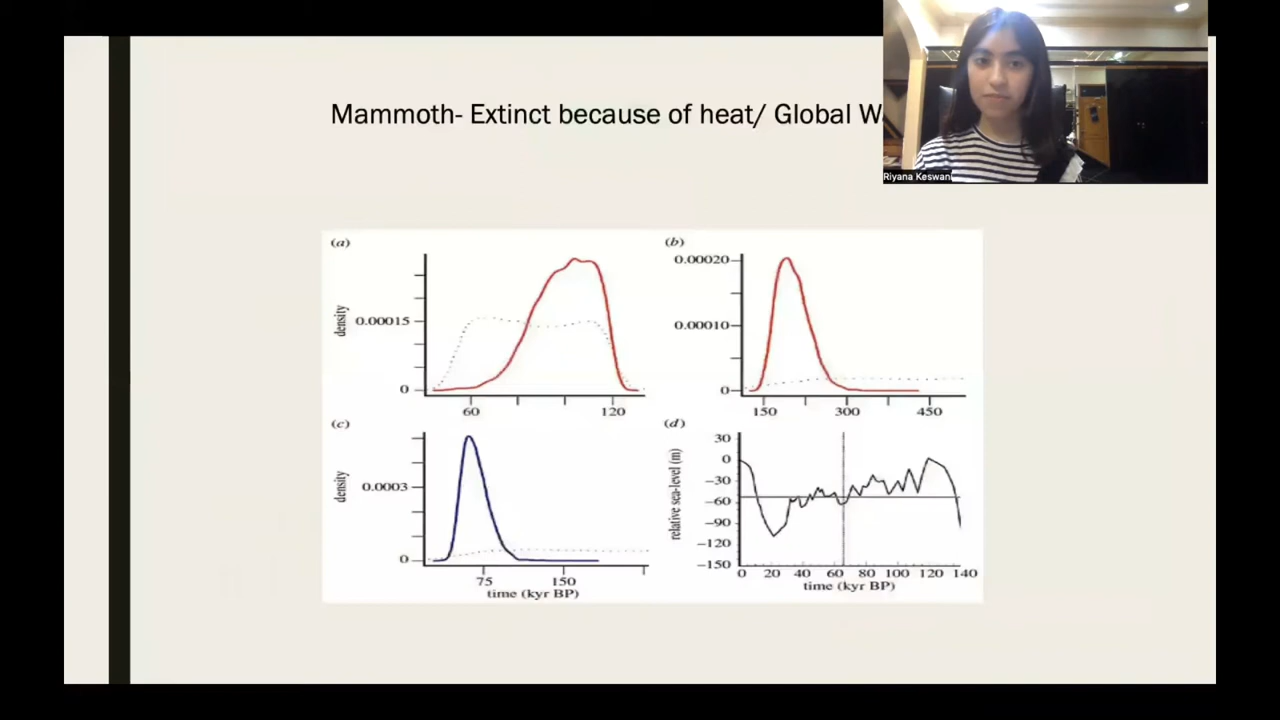 Mammoth- Extinct because of heat/ Global W
Riyana Keswani
(a)
density
0.00015
0
60
120
(b)
0.00020
0.00010
0
150
300
450
(c)
density
0.0003
0
75
150
time (kyr BP)
(d)
relative sea-level (m)
30
0
−30
−60
−90
−120
−150
0
20
40
60
80
100
120
140
time (kyr BP)